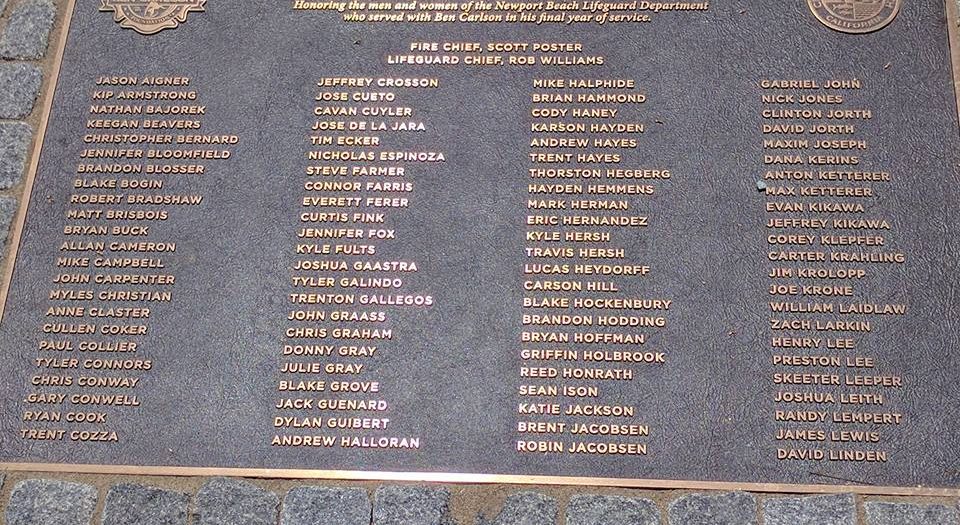 Honoring the men and women of the Newport Beach Lifeguard Department
who served with Ben Carlson in his final year of service.
FIRE CHIEF, SCOTT POSTER
LIFEGUARD CHIEF, ROB WILLIAMS
JASON AIGNER
KIP ARMSTRONG
NATHAN BAJOREK
KEEGAN BEAVERS
CHRISTOPHER BERNARD
JENNIFER BLOOMFIELD
BRANDON BLOSSER
BLAKE BOGIN
ROBERT BRADSHAW
MATT BRISBOIS
BRYAN BUCK
ALLAN CAMERON
MIKE CAMPBELL
JOHN CARPENTER
MYLES CHRISTIAN
ANNE CLASTER
CULLEN COKER
PAUL COLLIER
TYLER CONNORS
CHRIS CONWAY
GARY CONWELL
RYAN COOK
TRENT COZZA
JEFFREY CROSSON
JOSE CUETO
CAVAN CUYLER
JOSE DE LA JARA
TIM ECKER
NICHOLAS ESPINOZA
STEVE FARMER
CONNOR FARRIS
EVERETT FERER
CURTIS FINK
JENNIFER FOX
KYLE FULTS
JOSHUA GAASTRA
TYLER GALINDO
TRENTON GALLEGOS
JOHN GRAASS
CHRIS GRAHAM
DONNY GRAY
JULIE GRAY
BLAKE GROVE
JACK GUENARD
DYLAN GUIBERT
ANDREW HALLORAN
MIKE HALPHIDE
BRIAN HAMMOND
CODY HANEY
KARSON HAYDEN
ANDREW HAYES
TRENT HAYES
THORSTON HEGBERG
HAYDEN HEMMENS
MARK HERMAN
ERIC HERNANDEZ
KYLE HERSH
TRAVIS HERSH
LUCAS HEYDORFF
CARSON HILL
BLAKE HOCKENBURY
BRANDON HODDING
BRYAN HOFFMAN
GRIFFIN HOLBROOK
REED HONRATH
SEAN ISON
KATIE JACKSON
BRENT JACOBSEN
ROBIN JACOBSEN
GABRIEL JOHN
NICK JONES
CLINTON JORTH
DAVID JORTH
MAXIM JOSEPH
DANA KERINS
ANTON KETTERER
MAX KETTERER
EVAN KIKAWA
JEFFREY KIKAWA
COREY KLEPFER
CARTER KRAHLING
JIM KROLOPP
JOE KRONE
WILLIAM LAIDLAW
ZACH LARKIN
HENRY LEE
PRESTON LEE
SKEETER LEEPER
JOSHUA LEITH
RANDY LEMPERT
JAMES LEWIS
DAVID LINDEN
CALIFORNIA